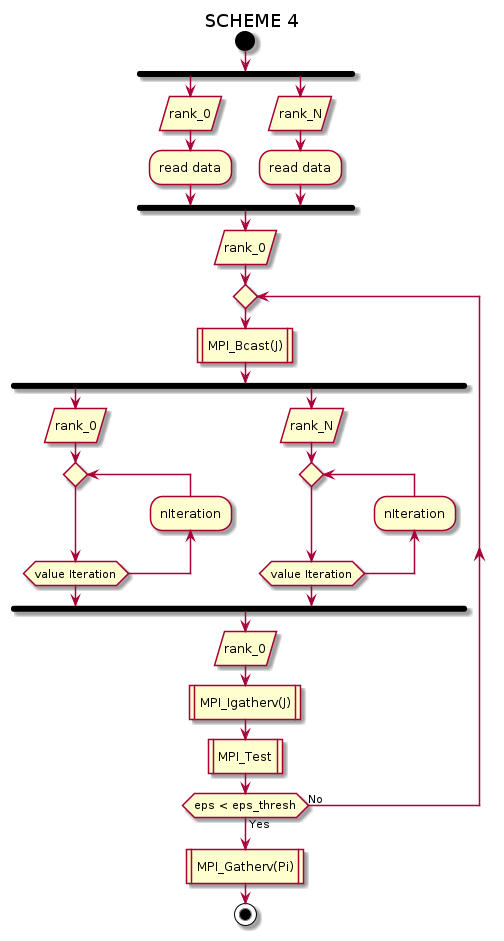 SCHEME 4
rank_0
rank_N
read data
read data
rank_0
MPI_Bcast(J)
rank_0
rank_N
nIteration
nIteration
value Iteration
value Iteration
rank_0
MPI_Igatherv(J)
MPI_Test
eps < eps_thresh
No
Yes
MPI_Gatherv(Pi)